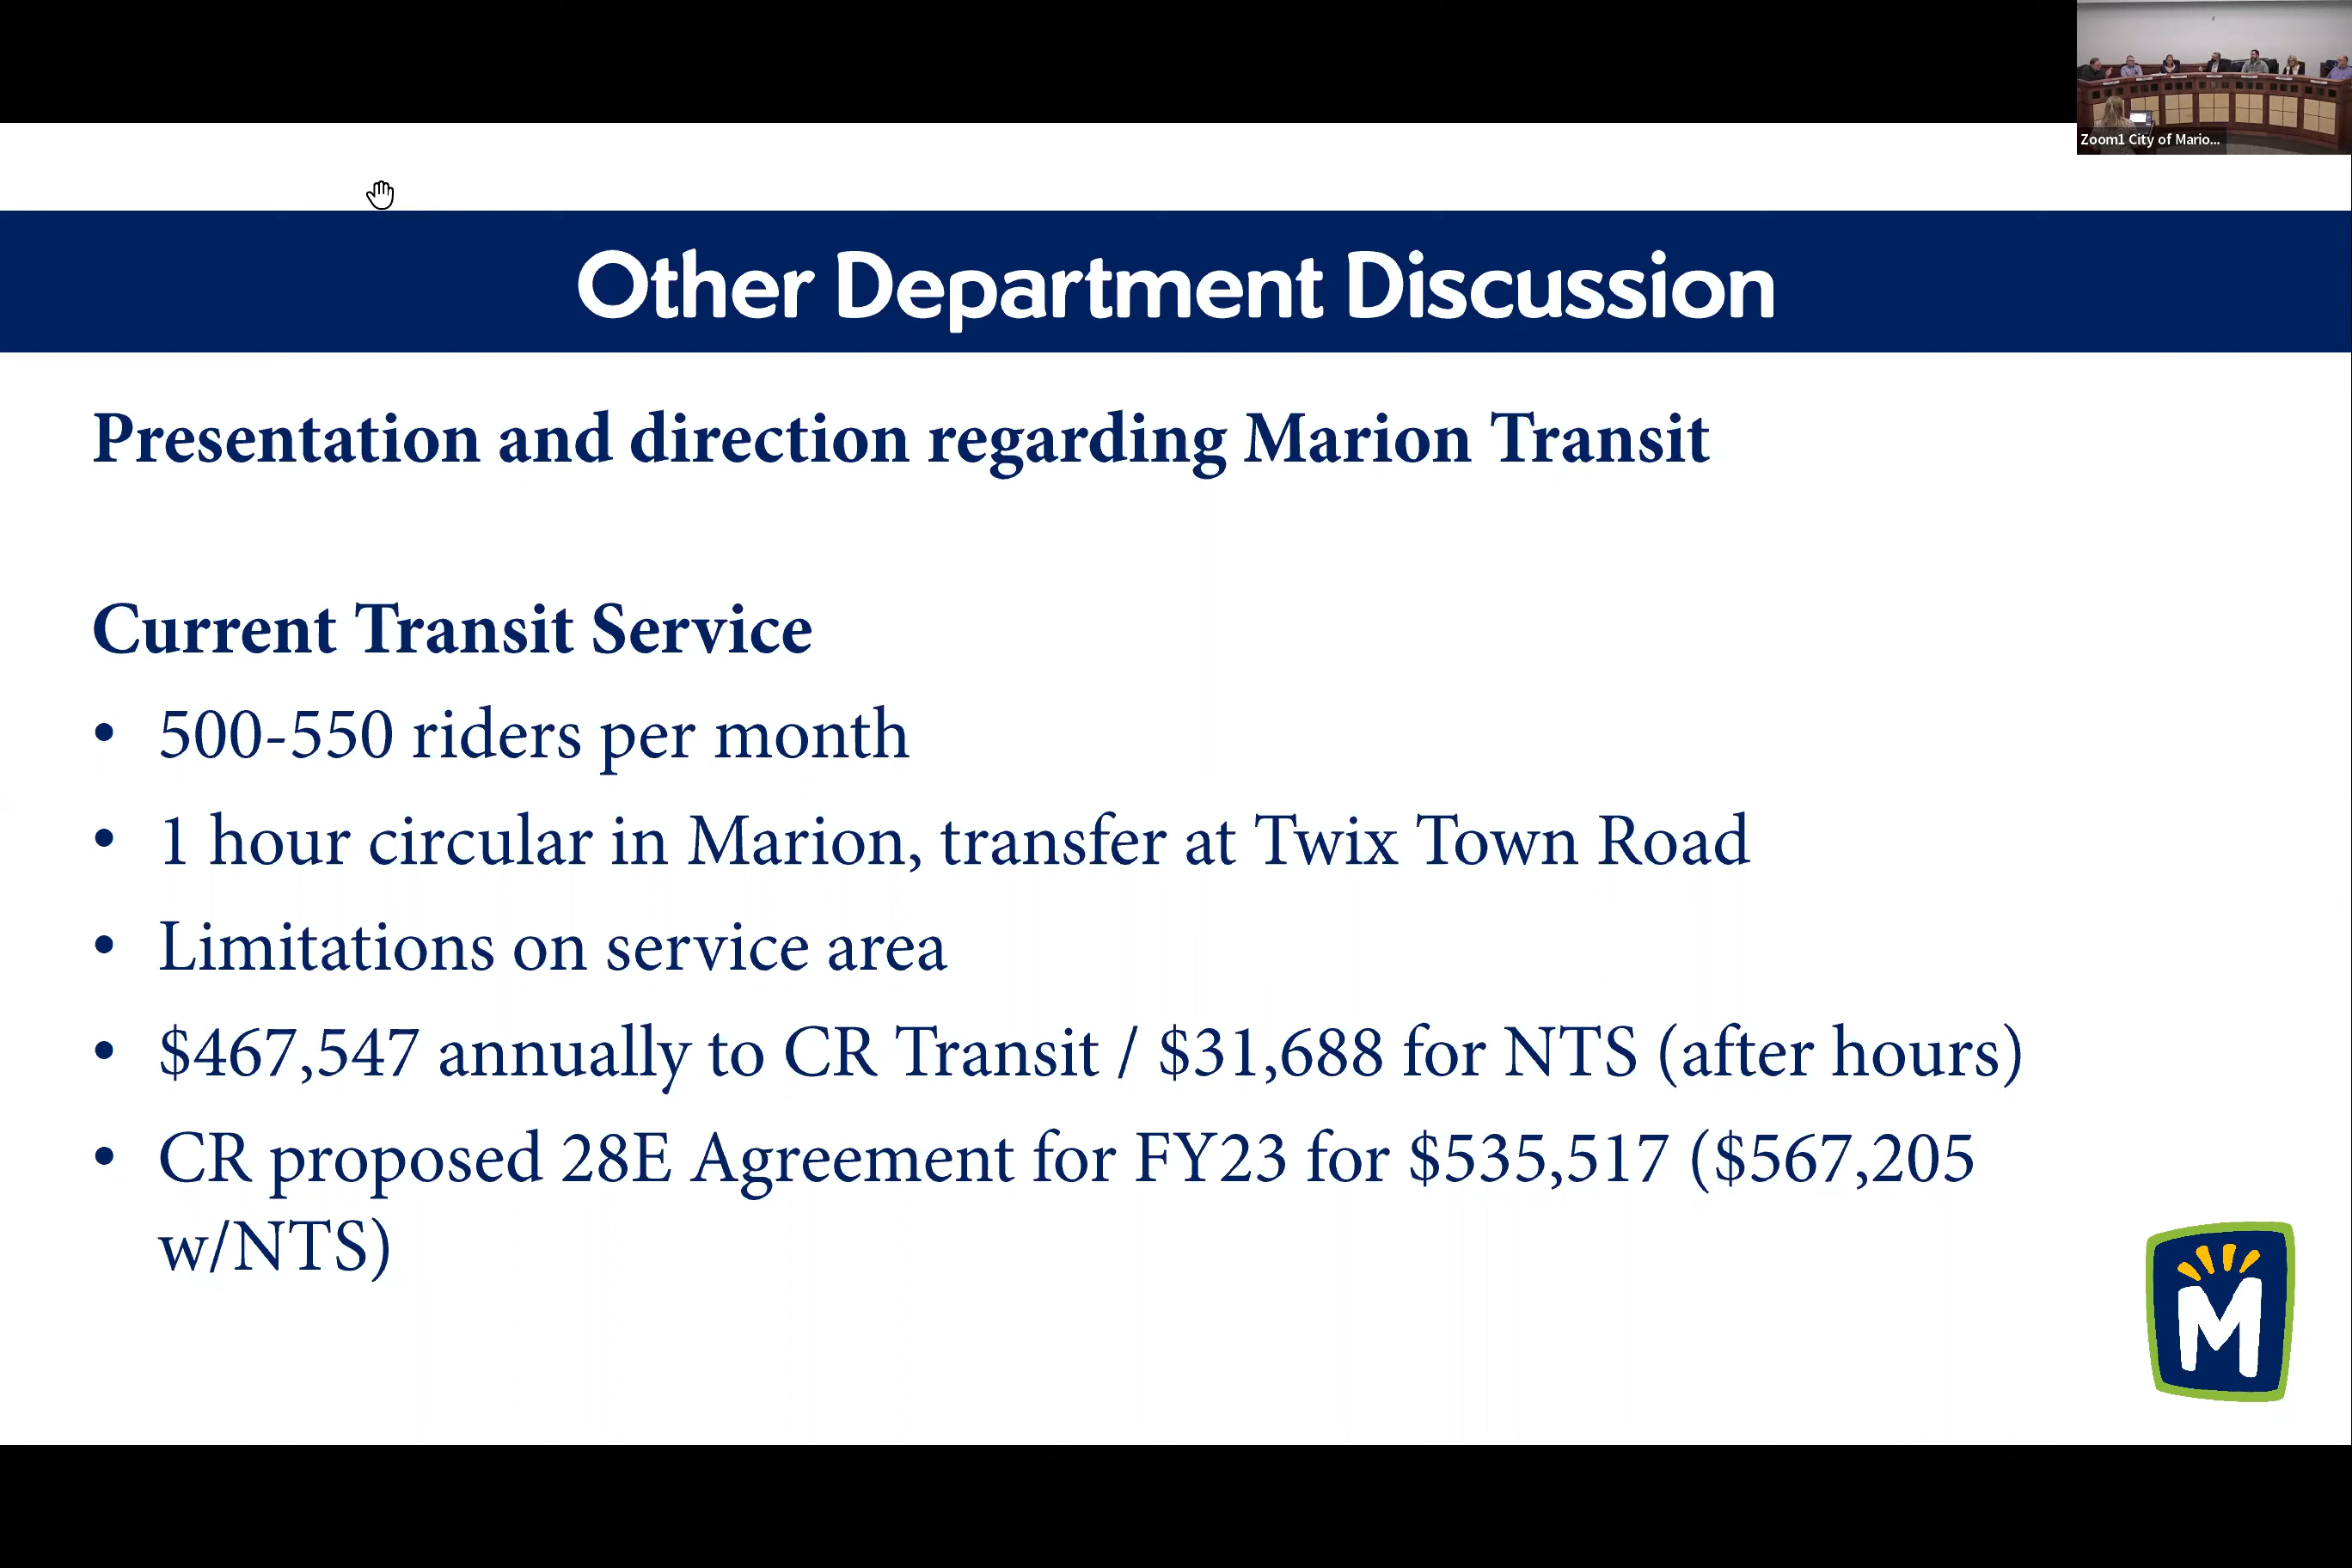 Zoom1 City of Mario...
Other Department Discussion
Presentation and direction regarding Marion Transit
Current Transit Service
• 500-550 riders per month
• 1 hour circular in Marion, transfer at Twix Town Road
• Limitations on service area
• $467,547 annually to CR Transit / $31,688 for NTS (after hours)
• CR proposed 28E Agreement for FY23 for $535,517 ($567,205
w/NTS)
M